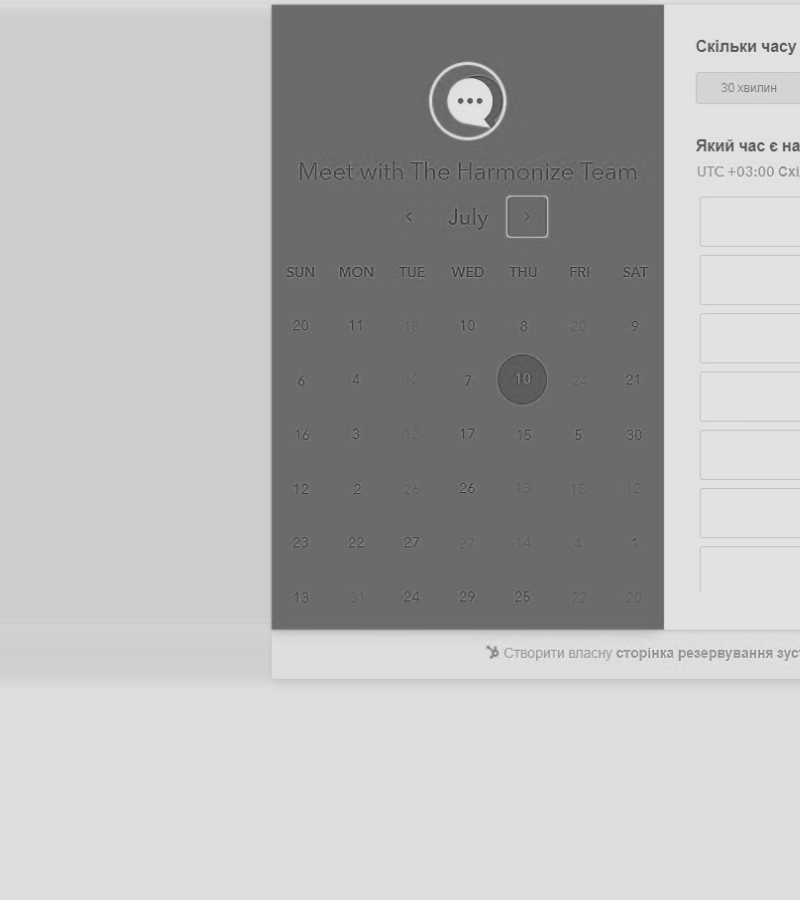 Meet with The Harmonize Team
July
SUN MON TUE WED THU FRI SAT
20 11 18 10 8 20 9
6 4 12 7 10 24 21
16 3 12 17 15 5 30
12 2 26 26 13 18 12
23 22 27 27 14 4 1
13 31 24 29 25 22 20
Скільки часу
30 хвилин
Який час є на
UTC +03:00 Схі
Створити власну сторінка резервування зуст